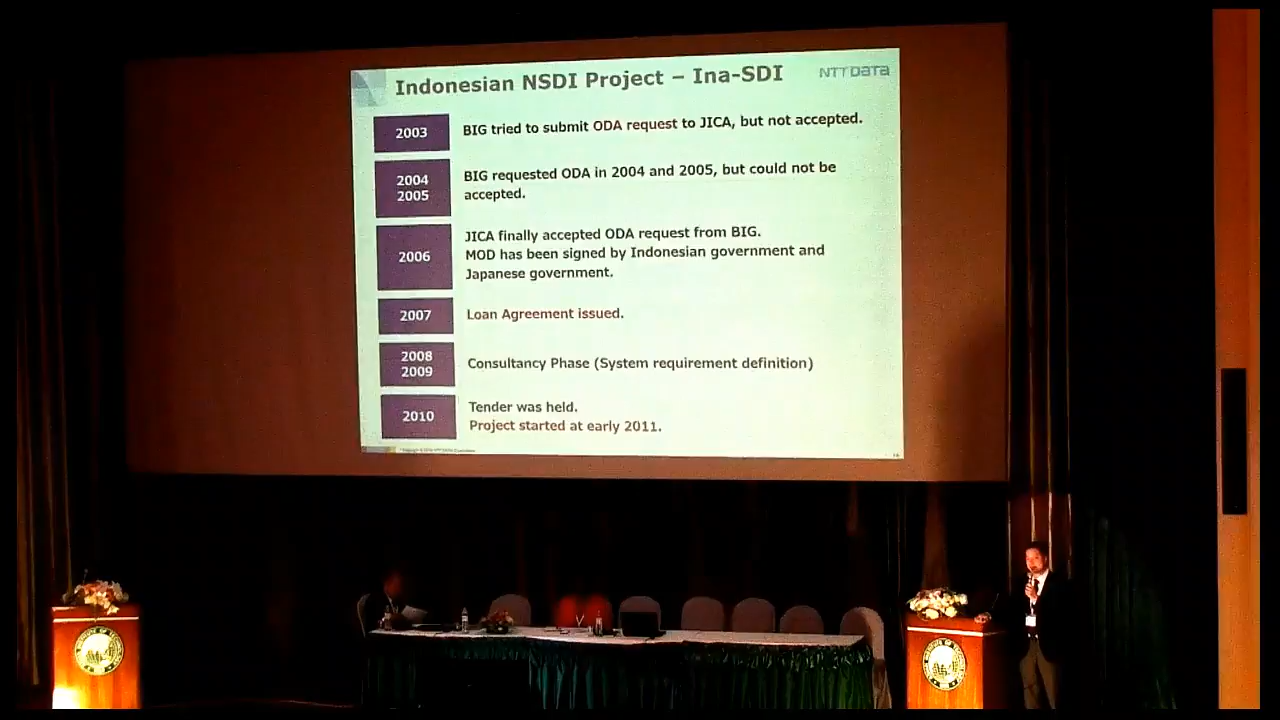 Indonesian NSDI Project – Ina-SDI
NTT DATA
2003
BIG tried to submit ODA request to JICA, but not accepted.
2004
2005
BIG requested ODA in 2004 and 2005, but could not be
accepted.
2006
JICA finally accepted ODA request from BIG.
MOD has been signed by Indonesian government and
Japanese government.
2007
Loan Agreement issued.
2008
2009
Consultancy Phase (System requirement definition)
2010
Tender was held.
Project started at early 2011.